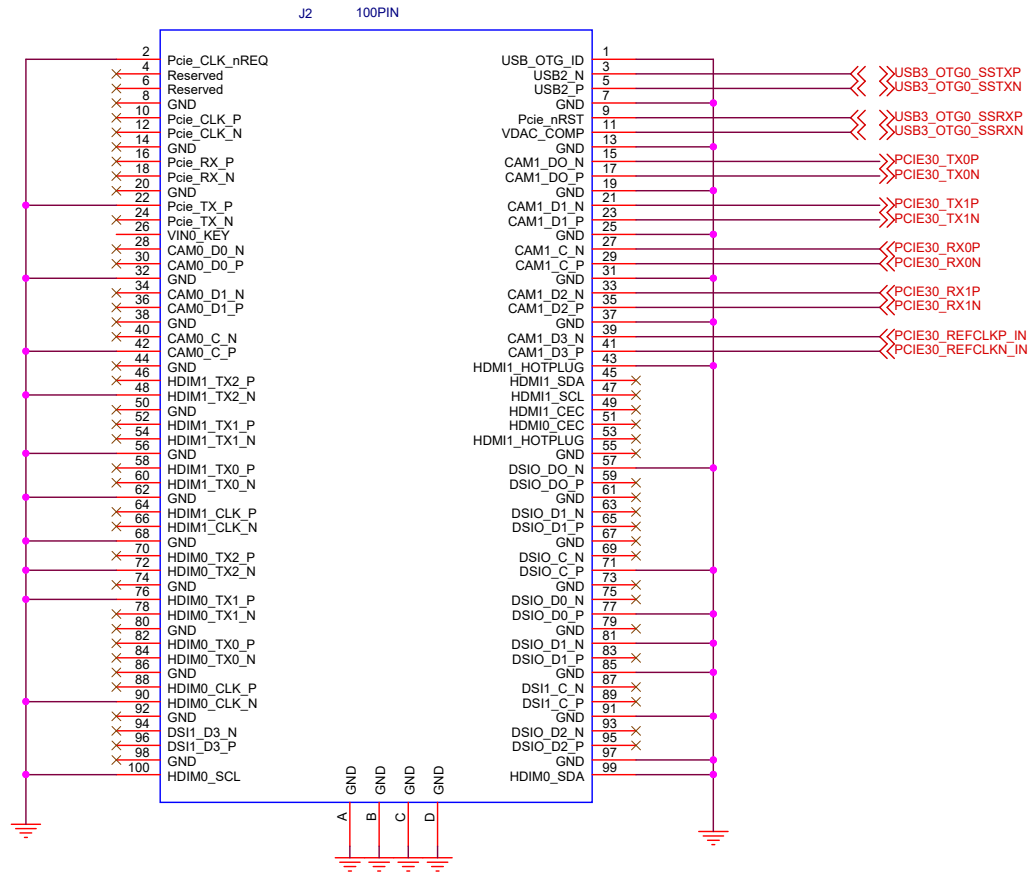 J2 100PIN
2 Pcie_CLK_nREQ USB_OTG_ID 1
4 Reserved USB2_N 3 USB3_OTG0_SSTXP
6 Reserved USB2_P 5 USB3_OTG0_SSTXN
8 GND GND 7
10 Pcie_CLK_P Pcie_nRST 9 USB3_OTG0_SSRXP
12 Pcie_CLK_N VDAC_COMP 11 USB3_OTG0_SSRXN
14 GND GND 13
16 Pcie_RX_P CAM1_DO_N 15 PCIE30_TX0P
18 Pcie_RX_N CAM1_DO_P 17 PCIE30_TX0N
20 GND GND 19
22 Pcie_TX_P CAM1_D1_N 21 PCIE30_TX1P
24 Pcie_TX_N CAM1_D1_P 23 PCIE30_TX1N
26 VIN0_KEY GND 25
28 CAM0_D0_N CAM1_C_N 27 PCIE30_RX0P
30 CAM0_D0_P CAM1_C_P 29 PCIE30_RX0N
32 GND GND 31
34 CAM0_D1_N CAM1_D2_N 33 PCIE30_RX1P
36 CAM0_D1_P CAM1_D2_P 35 PCIE30_RX1N
38 GND GND 37
40 CAM0_C_N CAM1_D3_N 39 PCIE30_REFCLKP_IN
42 CAM0_C_P CAM1_D3_P 41 PCIE30_REFCLKN_IN
44 GND HDMI1_HOTPLUG 43
46 HDIM1_TX2_P HDMI1_SDA 45
48 HDIM1_TX2_N HDMI1_SCL 47
50 GND HDMI1_CEC 49
52 HDIM1_TX1_P HDMI0_CEC 51
54 HDIM1_TX1_N HDMI1_HOTPLUG 53
56 GND GND 55
58 HDIM1_TX0_P DSIO_DO_N 57
60 HDIM1_TX0_N DSIO_DO_P 59
62 GND GND 61
64 HDIM1_CLK_P DSIO_D1_N 63
66 HDIM1_CLK_N DSIO_D1_P 65
68 GND GND 67
70 HDIM0_TX2_P DSIO_C_N 69
72 HDIM0_TX2_N DSIO_C_P 71
74 GND GND 73
76 HDIM0_TX1_P DSIO_D0_N 75
78 HDIM0_TX1_N DSIO_D0_P 77
80 GND GND 79
82 HDIM0_TX0_P DSIO_D1_N 81
84 HDIM0_TX0_N DSIO_D1_P 83
86 GND GND 85
88 HDIM0_CLK_P DSI1_C_N 87
90 HDIM0_CLK_N DSI1_C_P 89
92 GND GND 91
94 DSI1_D3_N DSIO_D2_N 93
96 DSI1_D3_P DSIO_D2_P 95
98 GND GND 97
100 HDIM0_SCL HDIM0_SDA 99
GND GND GND GND
A B C D